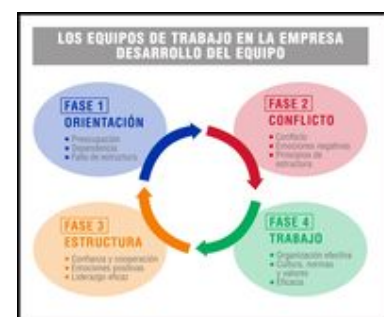 LOS EQUIPOS DE TRABAJO EN LA EMPRESA
DESARROLLO DEL EQUIPO
FASE 1
ORIENTACIÓN
• Preocupación
• Dependencia
• Falta de estructura
FASE 2
CONFLICTO
• Conflicto
• Emociones negativas
• Principios de
estructura
FASE 3
ESTRUCTURA
• Confianza y cooperación
• Emociones positivas
• Liderazgo eficaz
FASE 4
TRABAJO
• Organización efectiva
• Cultura, normas
y valores
• Eficacia